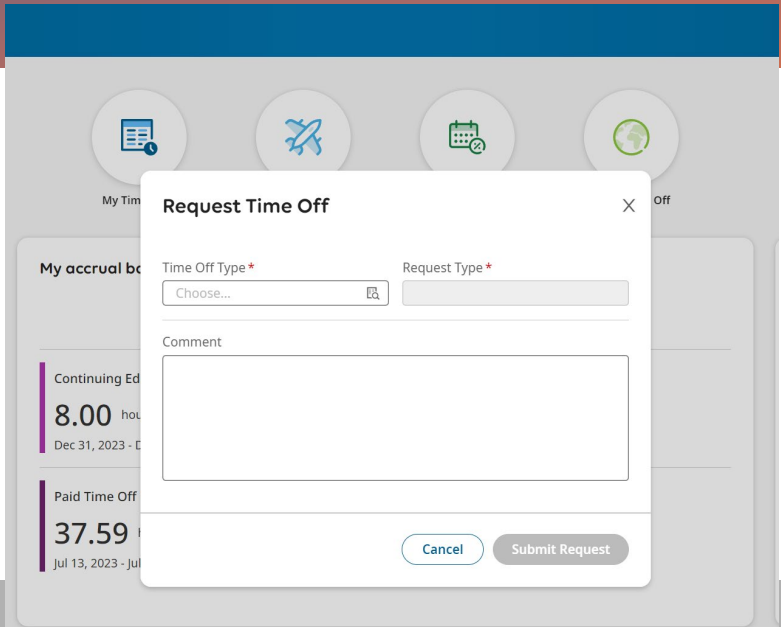 My Tim
Off
Request Time Off
X
My accrual ba
Time Off Type *
Request Type *
Choose...
Comment
Continuing Ed
8.00 hou
Dec 31, 2023 - D
Paid Time Off
37.59 h
Jul 13, 2023 - Jul
Cancel
Submit Request